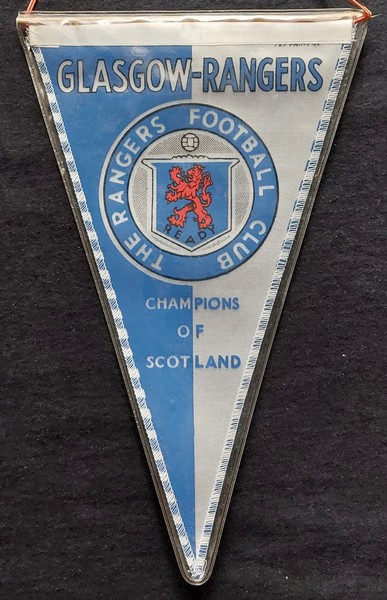 GLASGOW-RANGERS
THE RANGERS FOOTBALL CLUB
READY
CHAMPIONS
OF
SCOTLAND